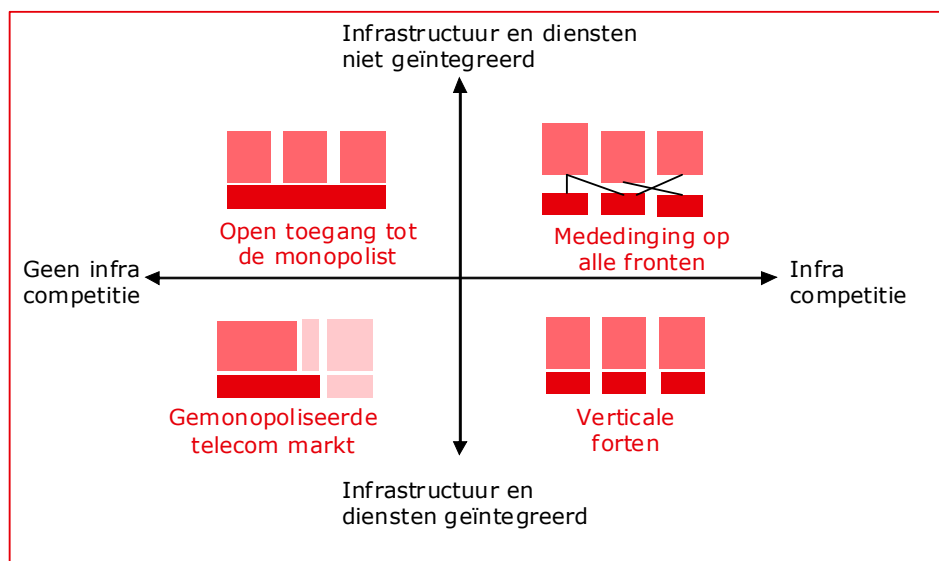 Infrastructuur en diensten
niet geïntegreerd
Open toegang tot
de monopolist
Mededinging op
alle fronten
Geen infra
competitie
Infra
competitie
Gemonopoliseerde
telecom markt
Verticale
forten
Infrastructuur en
diensten geïntegreerd